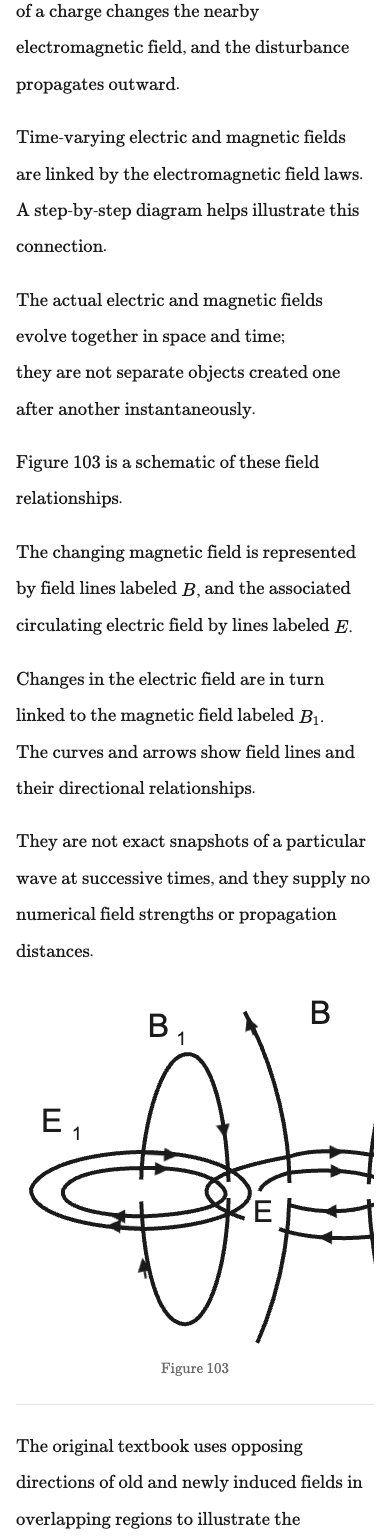 of a charge changes the nearby
electromagnetic field, and the disturbance
propagates outward.
Time-varying electric and magnetic fields
are linked by the electromagnetic field laws.
A step-by-step diagram helps illustrate this
connection.
The actual electric and magnetic fields
evolve together in space and time;
they are not separate objects created one
after another instantaneously.
Figure 103 is a schematic of these field
relationships.
The changing magnetic field is represented
by field lines labeled B, and the associated
circulating electric field by lines labeled E.
Changes in the electric field are in turn
linked to the magnetic field labeled B₁.
The curves and arrows show field lines and
their directional relationships.
They are not exact snapshots of a particular
wave at successive times, and they supply no
numerical field strengths or propagation
distances.
B
B₁
E₁
E
Figure 103
The original textbook uses opposing
directions of old and newly induced fields in
overlapping regions to illustrate the